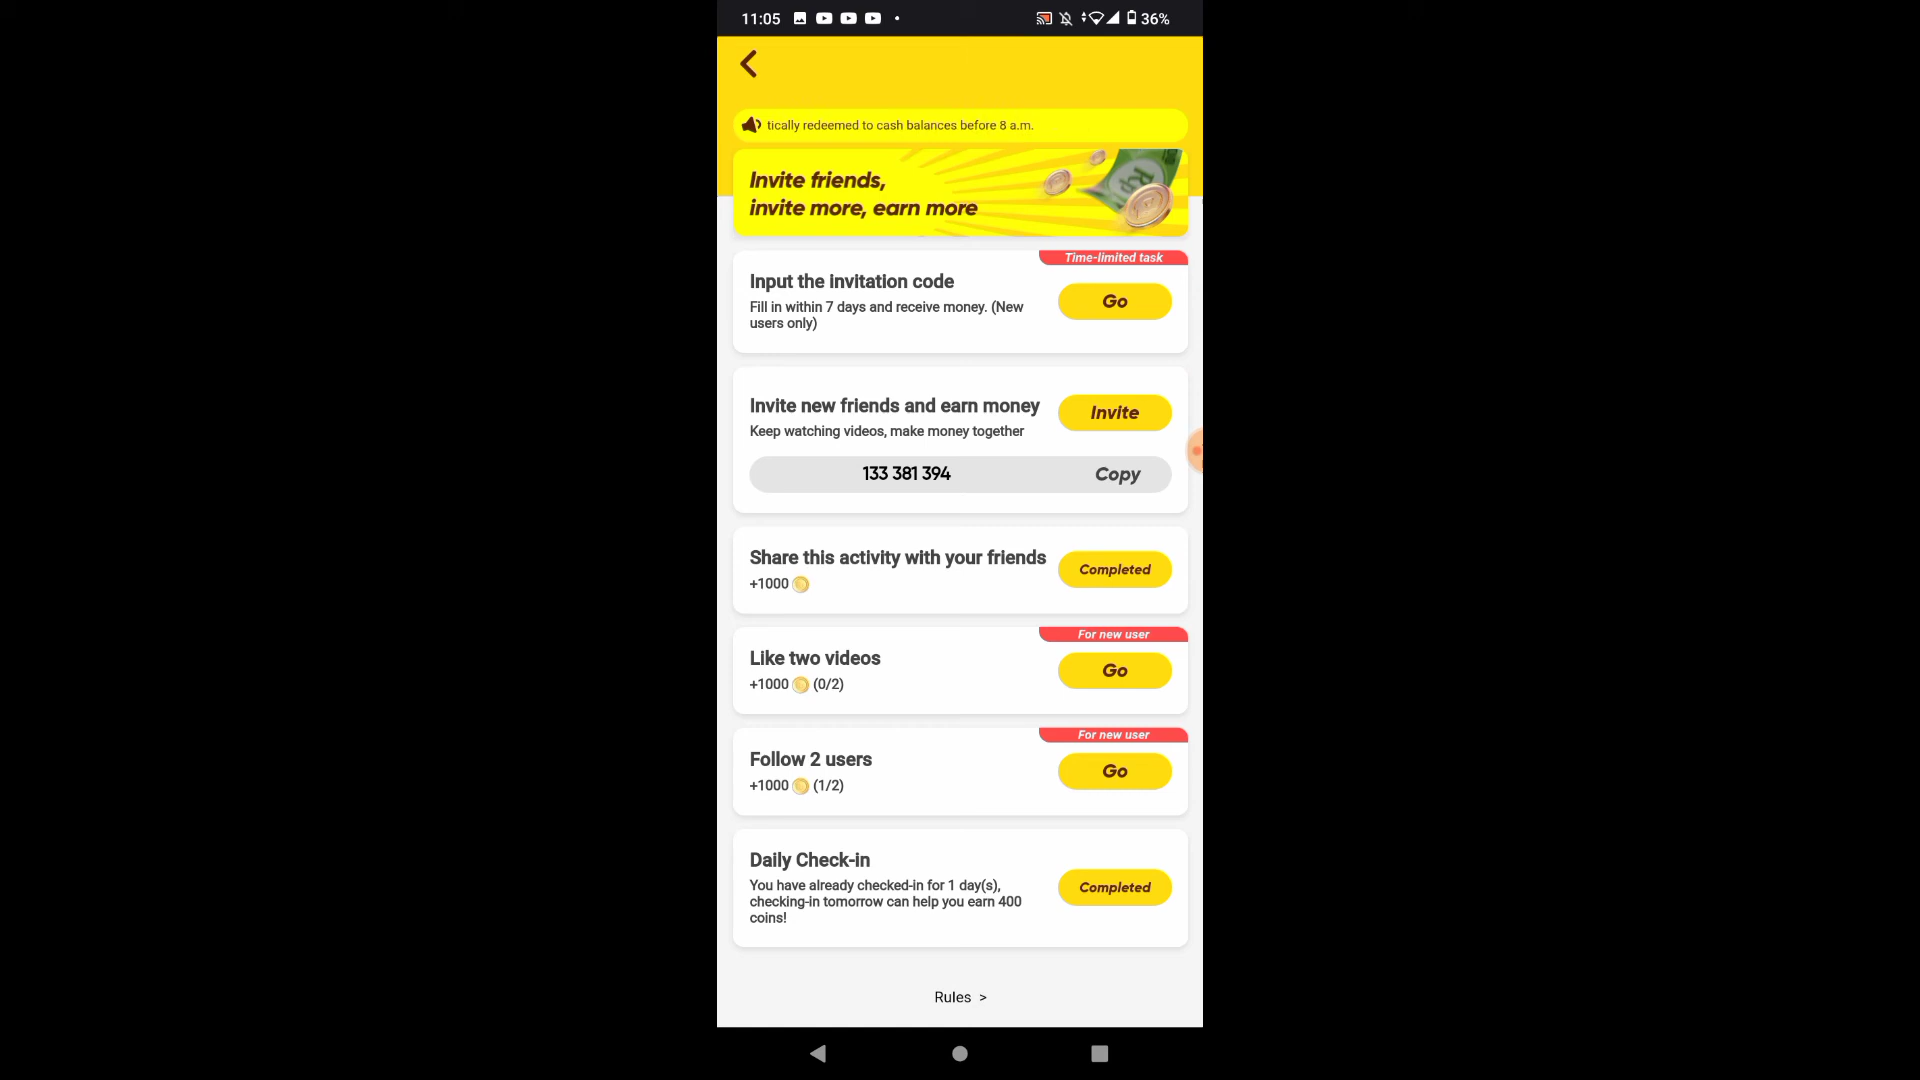 11:05
36%
tically redeemed to cash balances before 8 a.m.
Invite friends,
invite more, earn more
Time-limited task
Input the invitation code
Go
Fill in within 7 days and receive money. (New
users only)
Invite new friends and earn money
Invite
Keep watching videos, make money together
133 381 394
Copy
Share this activity with your friends
+1000
Completed
For new user
Like two videos
+1000 (0/2)
Go
For new user
Follow 2 users
+1000 (1/2)
Go
Daily Check-in
You have already checked-in for 1 day(s),
checking-in tomorrow can help you earn 400
coins!
Completed
Rules >